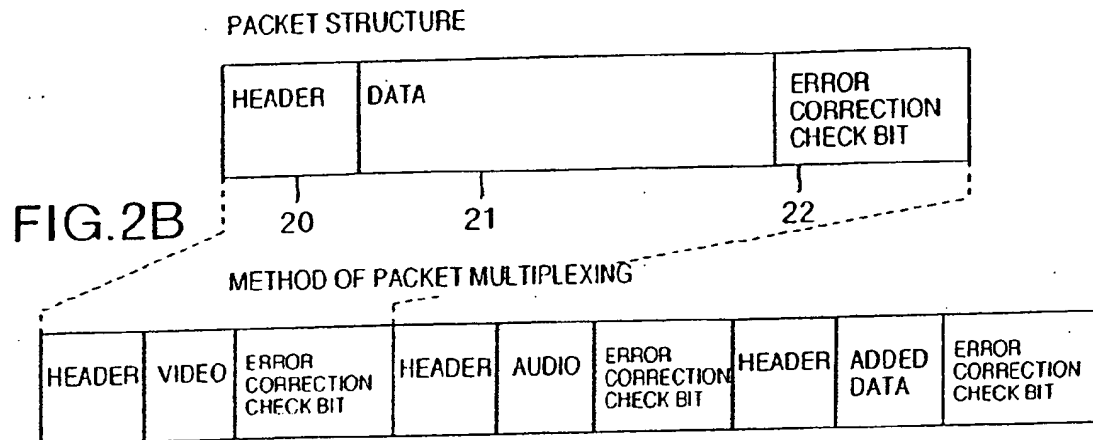 PACKET STRUCTURE
HEADER
DATA
ERROR
CORRECTION
CHECK BIT
20
21
22
FIG.2B
METHOD OF PACKET MULTIPLEXING
HEADER
VIDEO
ERROR
CORRECTION
CHECK BIT
HEADER
AUDIO
ERROR
CORRECTION
CHECK BIT
HEADER
ADDED
DATA
ERROR
CORRECTION
CHECK BIT